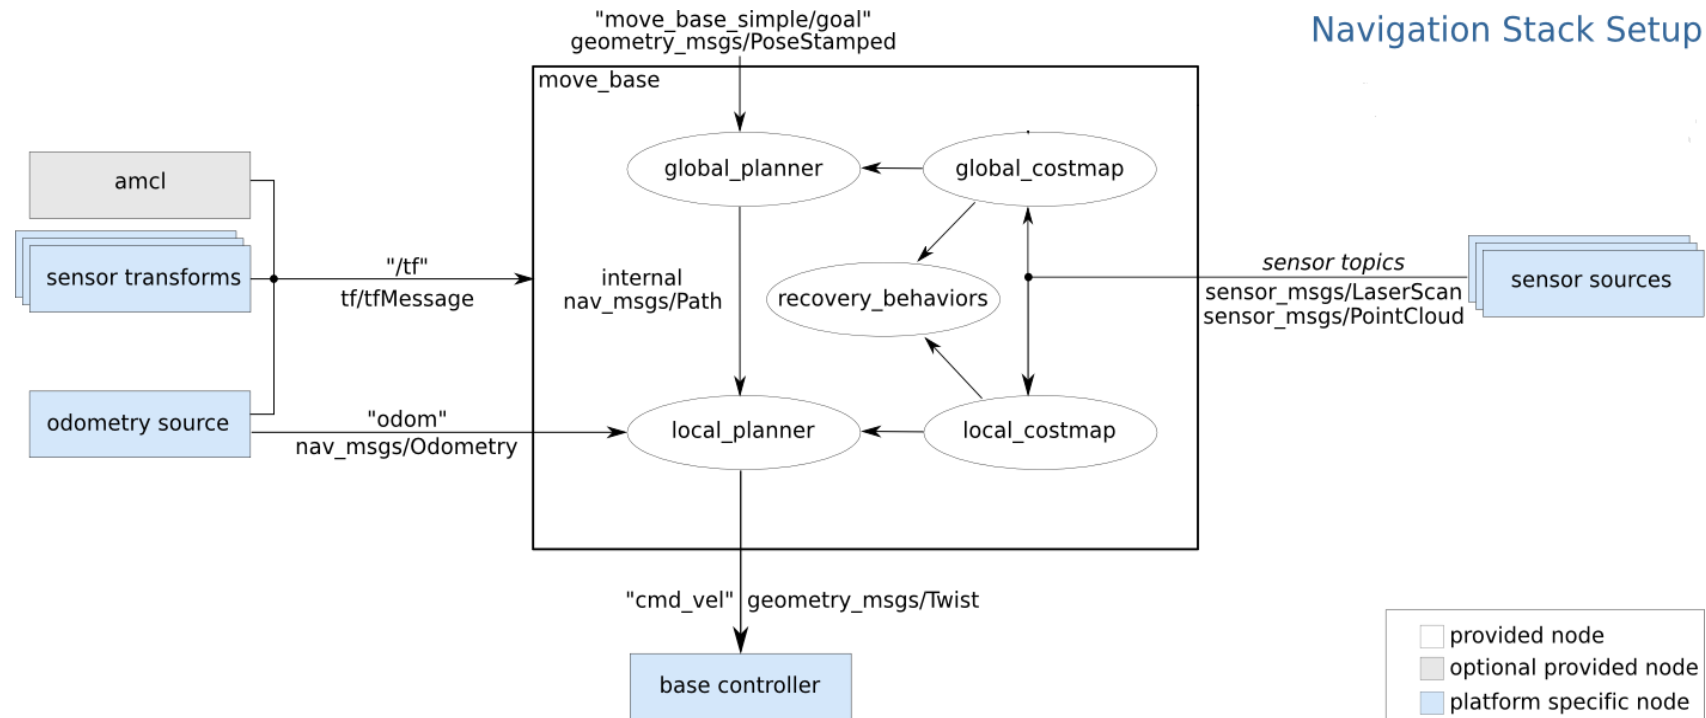 Navigation Stack Setup
"move_base_simple/goal"
geometry_msgs/PoseStamped
move_base
global_planner
global_costmap
amcl
sensor transforms
"/tf"
tf/tfMessage
internal
nav_msgs/Path
recovery_behaviors
sensor topics
sensor_msgs/LaserScan
sensor_msgs/PointCloud
sensor sources
odometry source
"odom"
nav_msgs/Odometry
local_planner
local_costmap
"cmd_vel" geometry_msgs/Twist
base controller
provided node
optional provided node
platform specific node